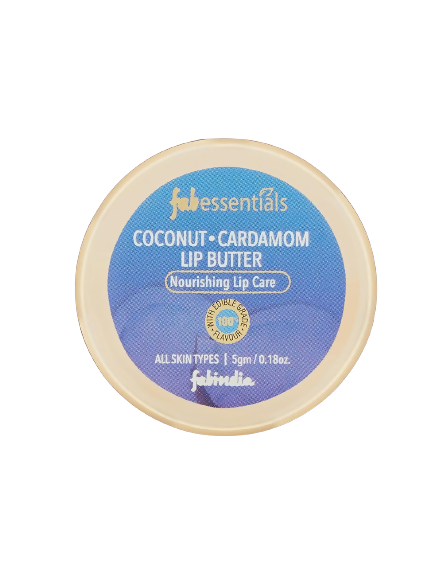 fabessentials
COCONUT • CARDAMOM
LIP BUTTER
Nourishing Lip Care
• WITH EDIBLE GRADE •
100%
FLAVOUR
ALL SKIN TYPES | 5gm / 0.18oz.
fabindia